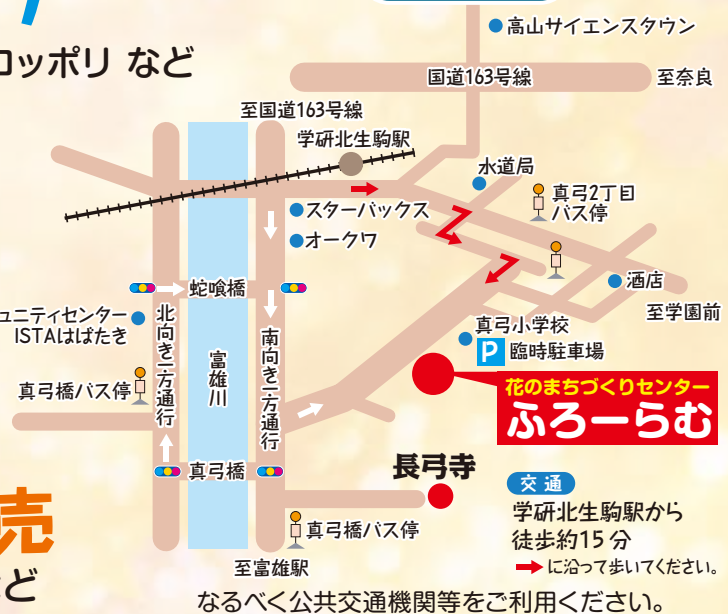 コッポリ など
高山サイエンスタウン
国道163号線
至奈良
至国道163号線
学研北生駒駅
水道局
真弓2丁目
バス停
スターバックス
オークワ
蛇喰橋
酒店
至学園前
ュニティセンター
ISTAはばたき
北向き一方通行
富雄川
南向き一方通行
真弓小学校
P 臨時駐車場
真弓橋バス停
花のまちづくりセンター
ふろーらむ
真弓橋
長弓寺
交通
学研北生駒駅から
徒歩約15分
に沿って歩いてください。
真弓橋バス停
至富雄駅
売
ど
なるべく公共交通機関等をご利用ください。